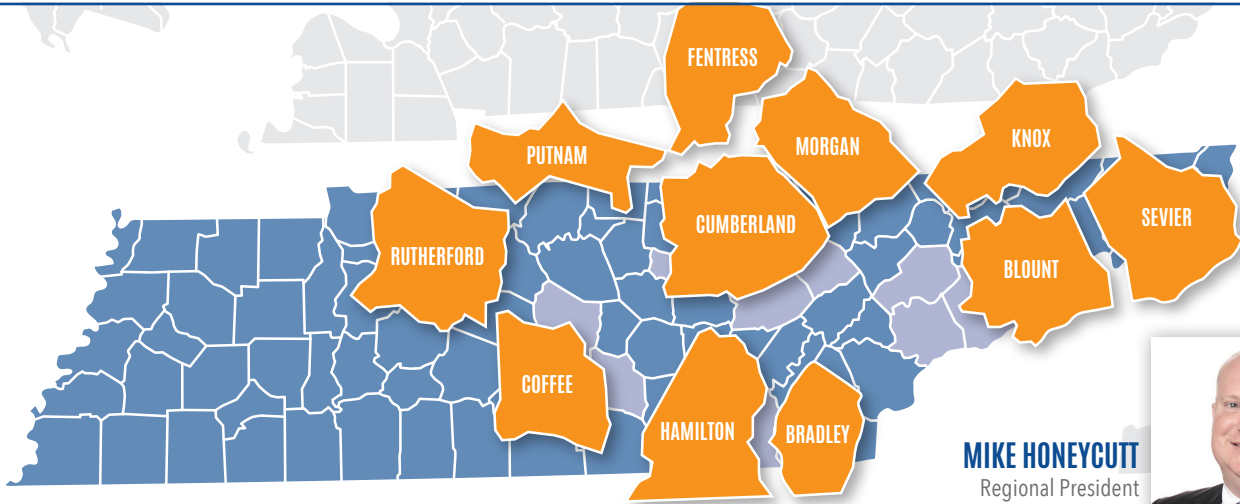 FENTRESS
KNOX
MORGAN
PUTNAM
SEVIER
CUMBERLAND
RUTHERFORD
BLOUNT
COFFEE
HAMILTON
BRADLEY
MIKE HONEYCUTT
Regional President